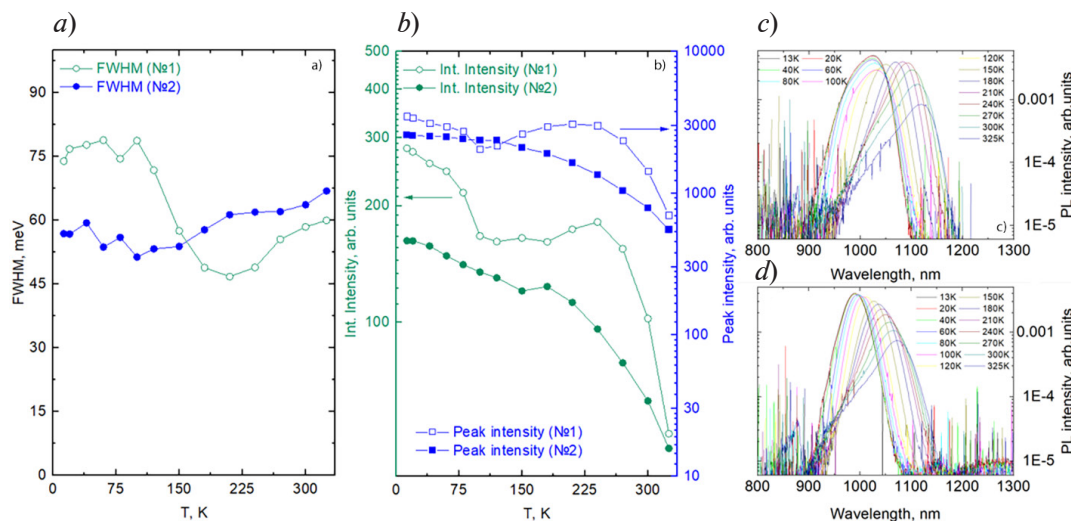 a)
FWHM (№1)
FWHM (№2)
a)
90
75
60
45
30
15
0
FWHM, meV
0 75 150 225 300
T, K
b)
Int. Intensity (№1)
Int. Intensity (№2)
b)
500
400
300
200
100
Int. Intensity, arb. units
10000
3000
1000
300
100
30
10
Peak intensity, arb. units
Peak intensity (№1)
Peak intensity (№2)
0 75 150 225 300
T, K
c)
13K 20K 120K
40K 60K 150K
80K 100K 180K
210K
240K
270K
300K
325K
0.001
1E-4
1E-5
PL intensity, arb units
c)
800 900 1000 1100 1200 1300
Wavelength, nm
d)
13K 150K
20K 180K
40K 210K
60K 240K
80K 270K
100K 300K
120K 325K
0.001
1E-4
1E-5
PL intensity, arb units
800 900 1000 1100 1200 1300
Wavelength, nm